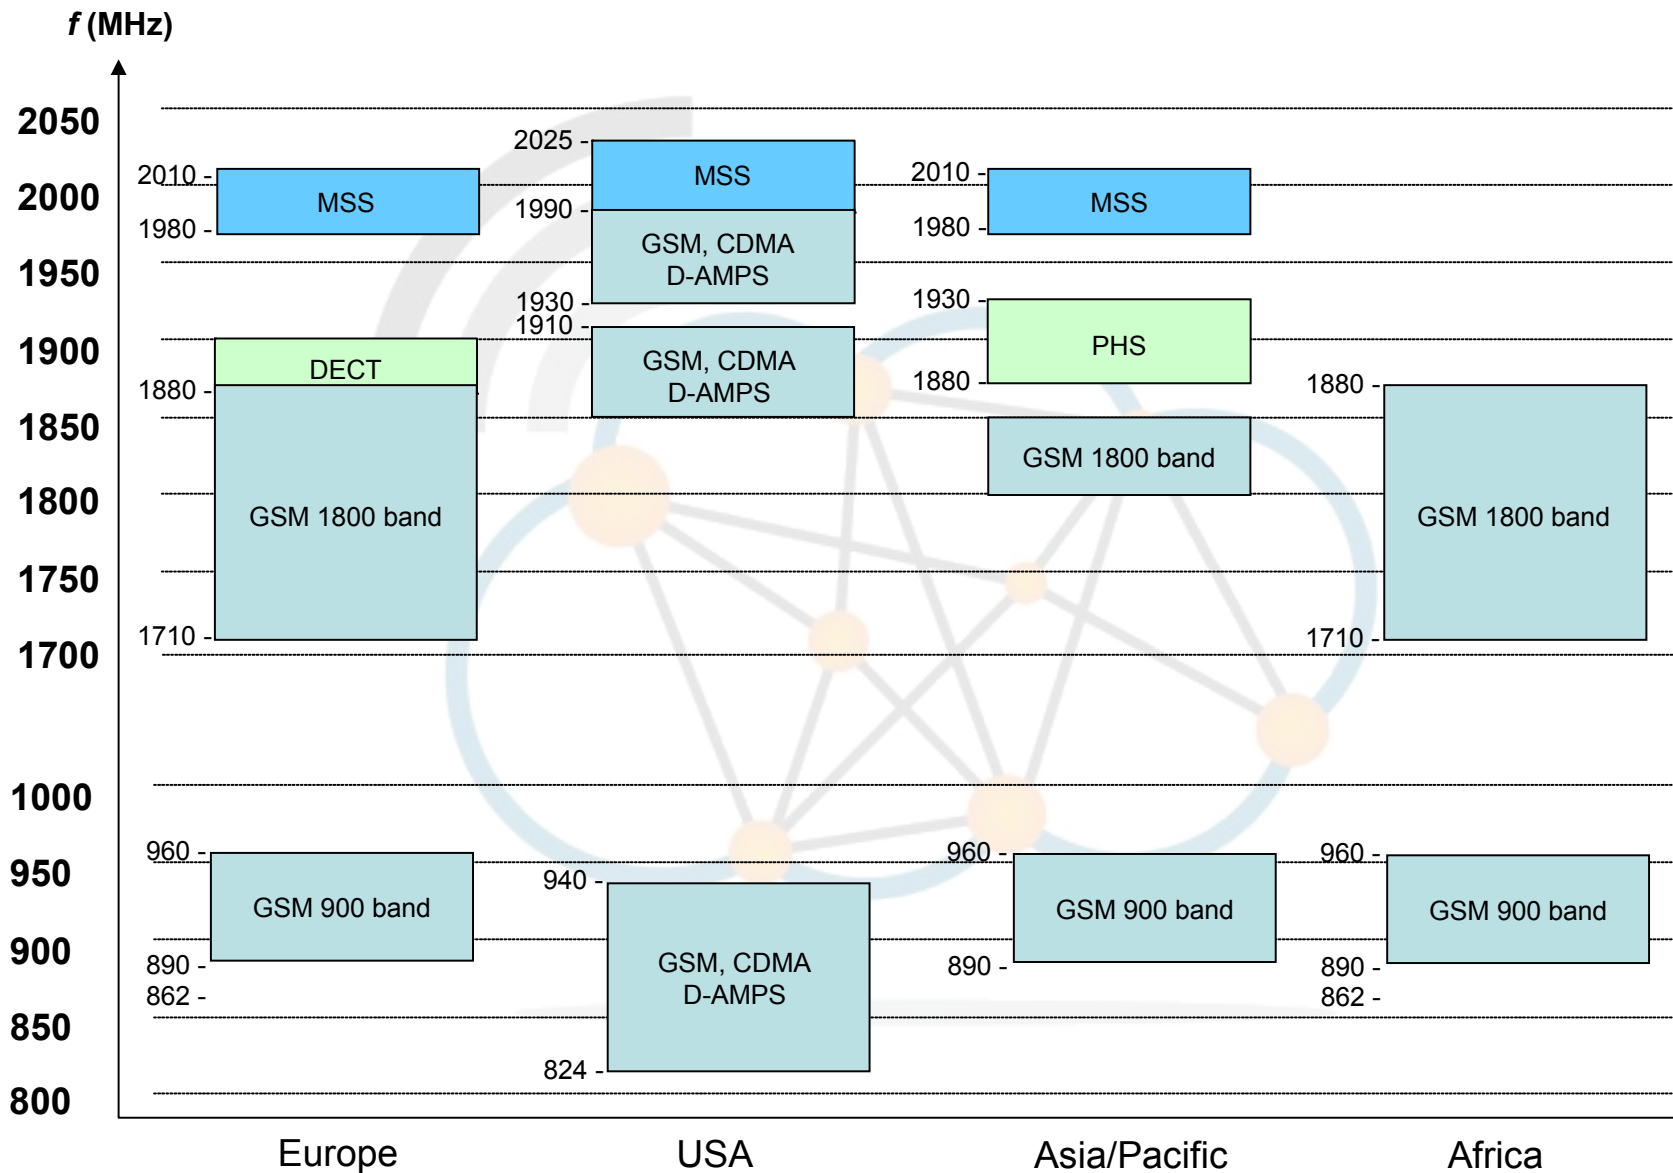 f (MHz)
2050
2000
1950
1900
1850
1800
1750
1700
1000
950
900
850
800
2010 -
MSS
1980 -
DECT
1880 -
GSM 1800 band
1710 -
960 -
GSM 900 band
890 -
862 -
2025 -
MSS
1990 -
GSM, CDMA
D-AMPS
1930 -
1910 -
GSM, CDMA
D-AMPS
940 -
GSM, CDMA
D-AMPS
824 -
2010 -
MSS
1980 -
1930 -
PHS
1880 -
GSM 1800 band
960 -
GSM 900 band
890 -
1880 -
GSM 1800 band
1710 -
960 -
GSM 900 band
890 -
862 -
Europe
USA
Asia/Pacific
Africa